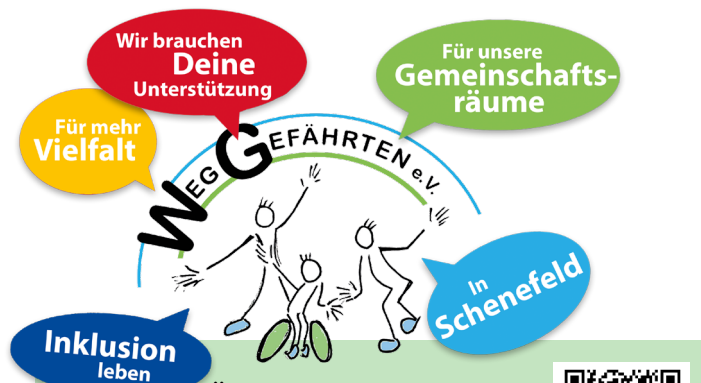 Wir brauchen
Deine
Unterstützung
Für unsere
Gemeinschafts-
räume
Für mehr
Vielfalt
WEGGEFÄHRTEN e.V.
In
Schenefeld
Inklusion
leben